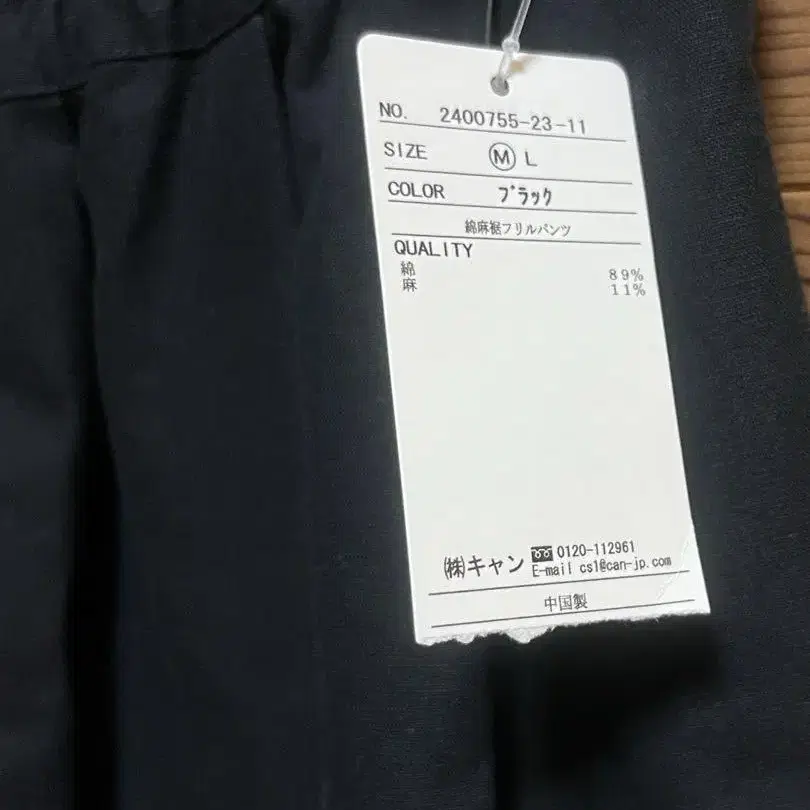 NO. 2400755-23-11
SIZE Ⓜ L
COLOR ブラック
綿麻裾フリルパンツ
QUALITY
綿 89%
麻 11%
㈱キャン 0120-112961
E-mail cs1@can-jp.com
中国製